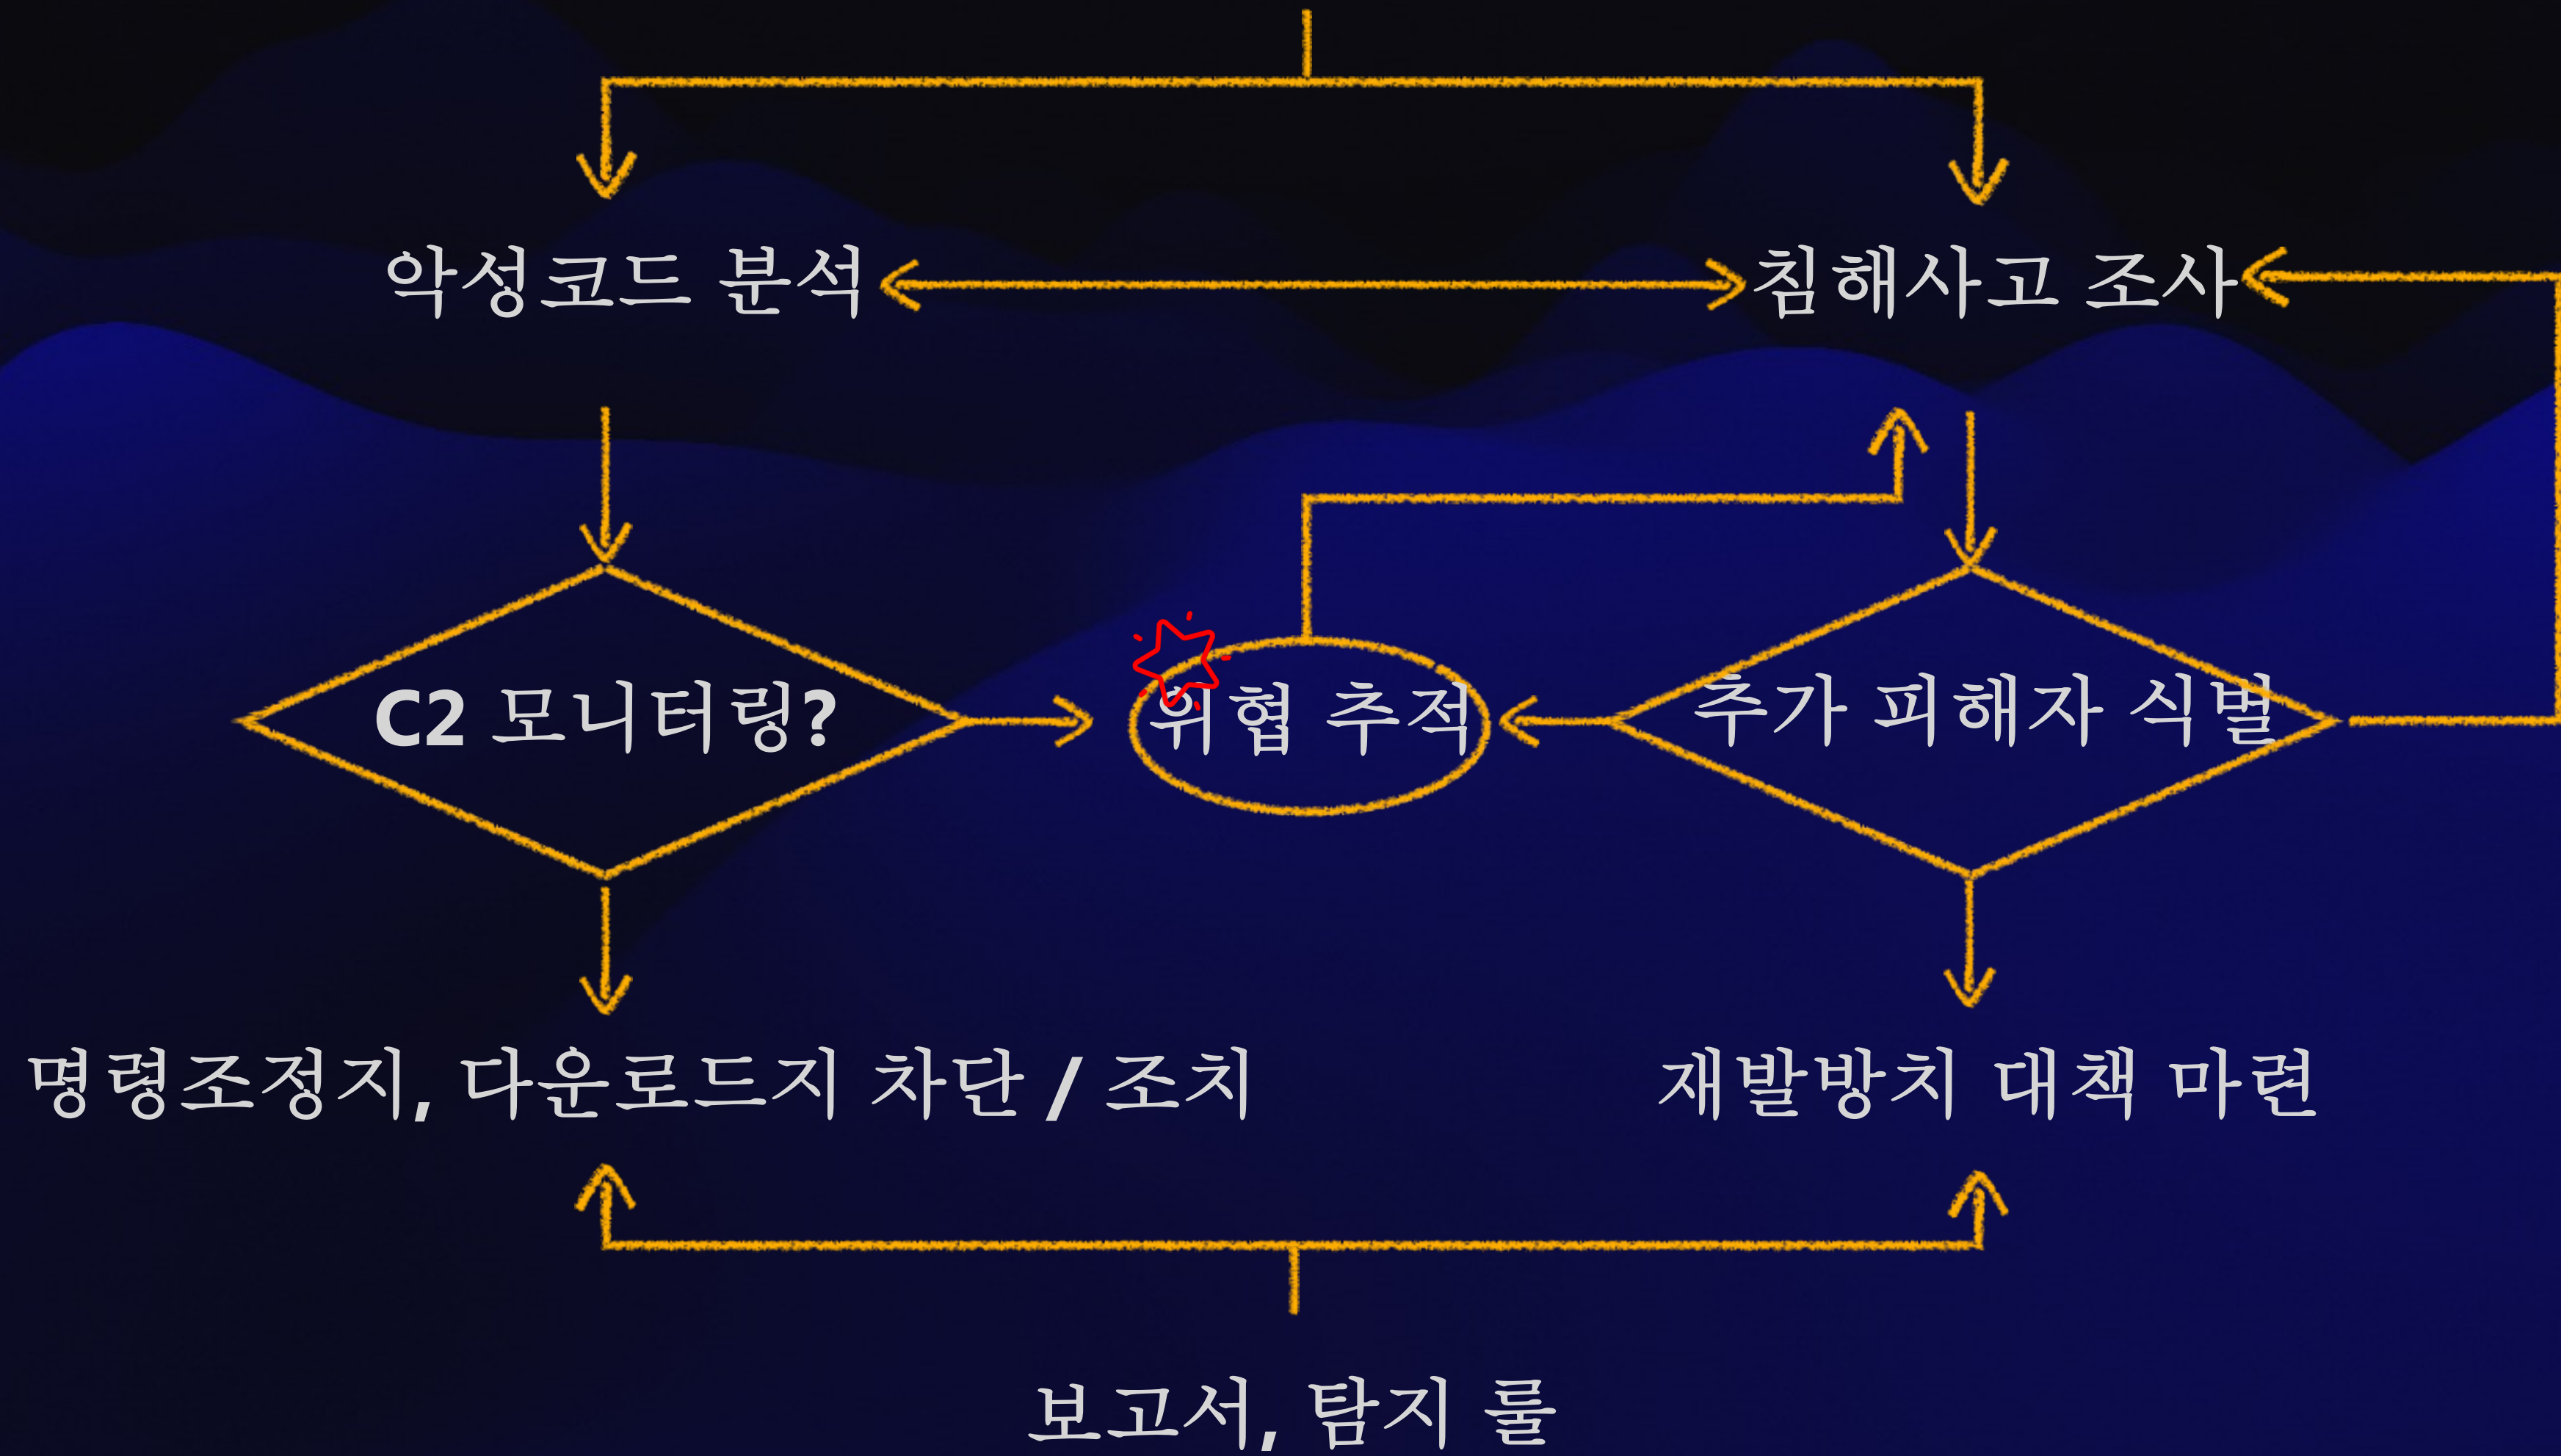 악성코드 분석
침해사고 조사
C2 모니터링?
위협 추적
추가 피해자 식별
명령조정지, 다운로드지 차단 / 조치
재발방치 대책 마련
보고서, 탐지 룰